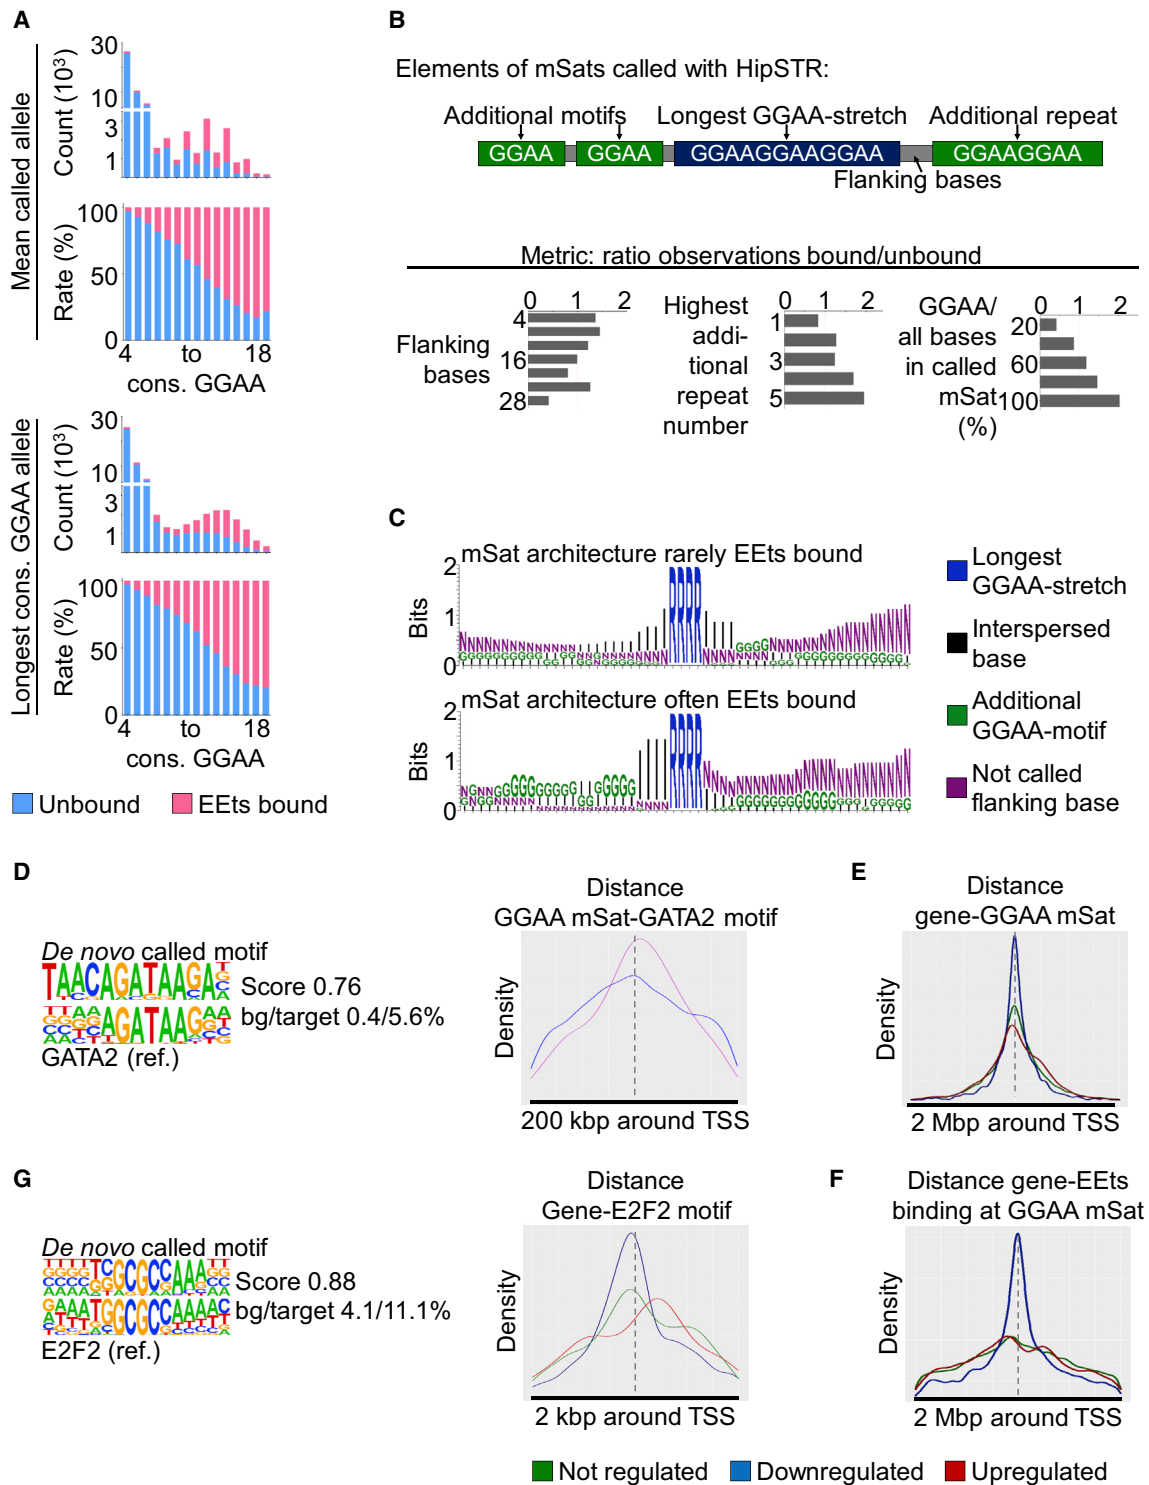 A
Mean called allele
Count (10³)
30
10
3
1
Rate (%)
100
50
0
4 to 18
cons. GGAA
Longest cons. GGAA allele
Count (10³)
30
10
3
1
Rate (%)
100
50
0
4 to 18
cons. GGAA
Unbound
EEts bound
B
Elements of mSats called with HipSTR:
Additional motifs
Longest GGAA-stretch
Additional repeat
GGAA
GGAA
GGAAGGAAGGAA
GGAAGGAA
Flanking bases
Metric: ratio observations bound/unbound
0 1 2
Flanking
bases
4
16
28
Highest
addi-
tional
repeat
number
0 1 2
1
3
5
GGAA/
all bases
in called
mSat
(%)
0 1 2
20
60
100
C
mSat architecture rarely EEts bound
Bits
2
1
0
mSat architecture often EEts bound
Bits
2
1
0
Longest
GGAA-stretch
Interspersed
base
Additional
GGAA-motif
Not called
flanking base
D
De novo called motif
TAACAGATAAGA
Score 0.76
bg/target 0.4/5.6%
AGATAAG
GATA2 (ref.)
Distance
GGAA mSat-GATA2 motif
Density
200 kbp around TSS
E
Distance
gene-GGAA mSat
Density
2 Mbp around TSS
G
De novo called motif
Score 0.88
bg/target 4.1/11.1%
E2F2 (ref.)
Distance
Gene-E2F2 motif
Density
2 kbp around TSS
F
Distance gene-EEts
binding at GGAA mSat
Density
2 Mbp around TSS
Not regulated
Downregulated
Upregulated